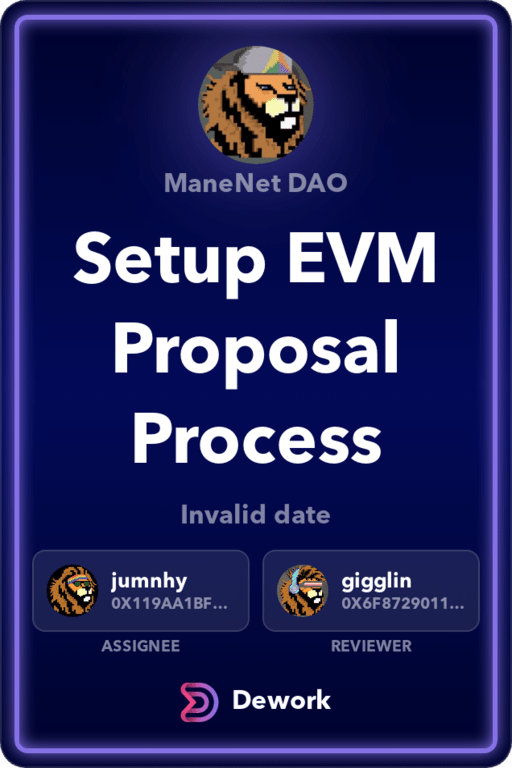 ManeNet DAO
Setup EVM
Proposal
Process
Invalid date
jumnhy
0X119AA1BF...
gigglin
0X6F8729011...
ASSIGNEE
REVIEWER
Dework